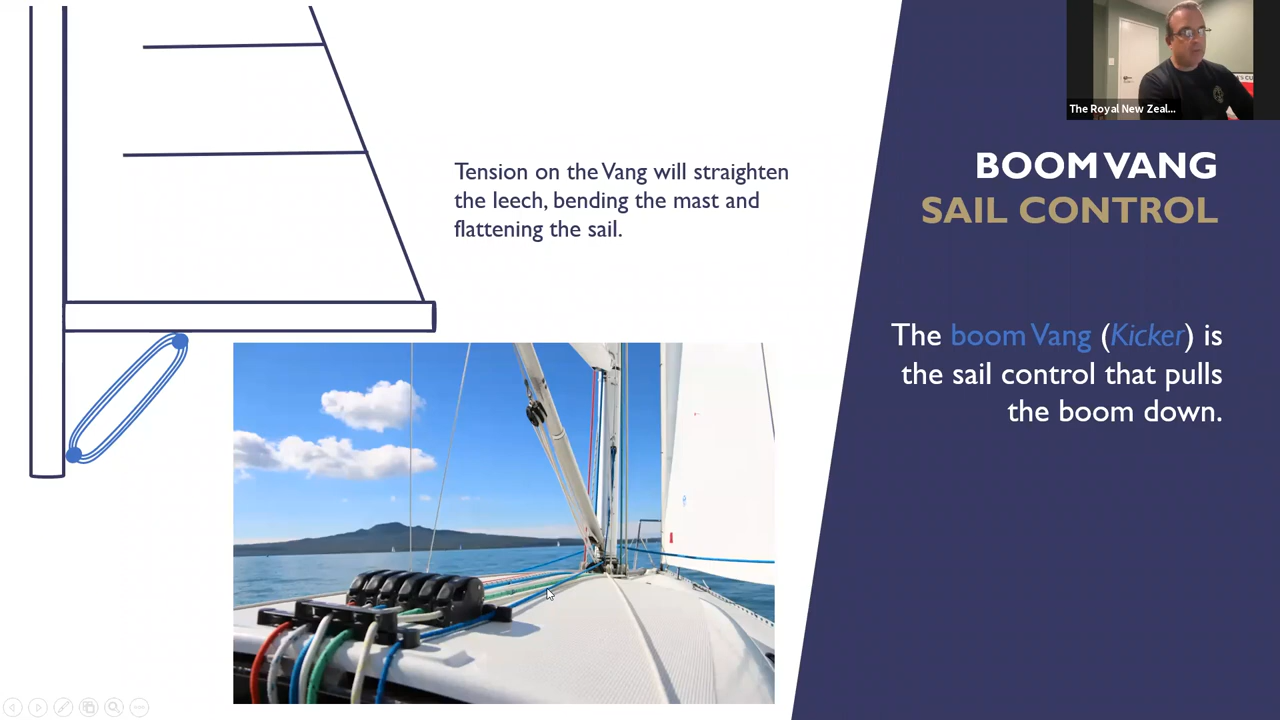 The Royal New Zeal...
BOOM VANG
SAIL CONTROL
Tension on the Vang will straighten
the leech, bending the mast and
flattening the sail.
The boom Vang (Kicker) is
the sail control that pulls
the boom down.